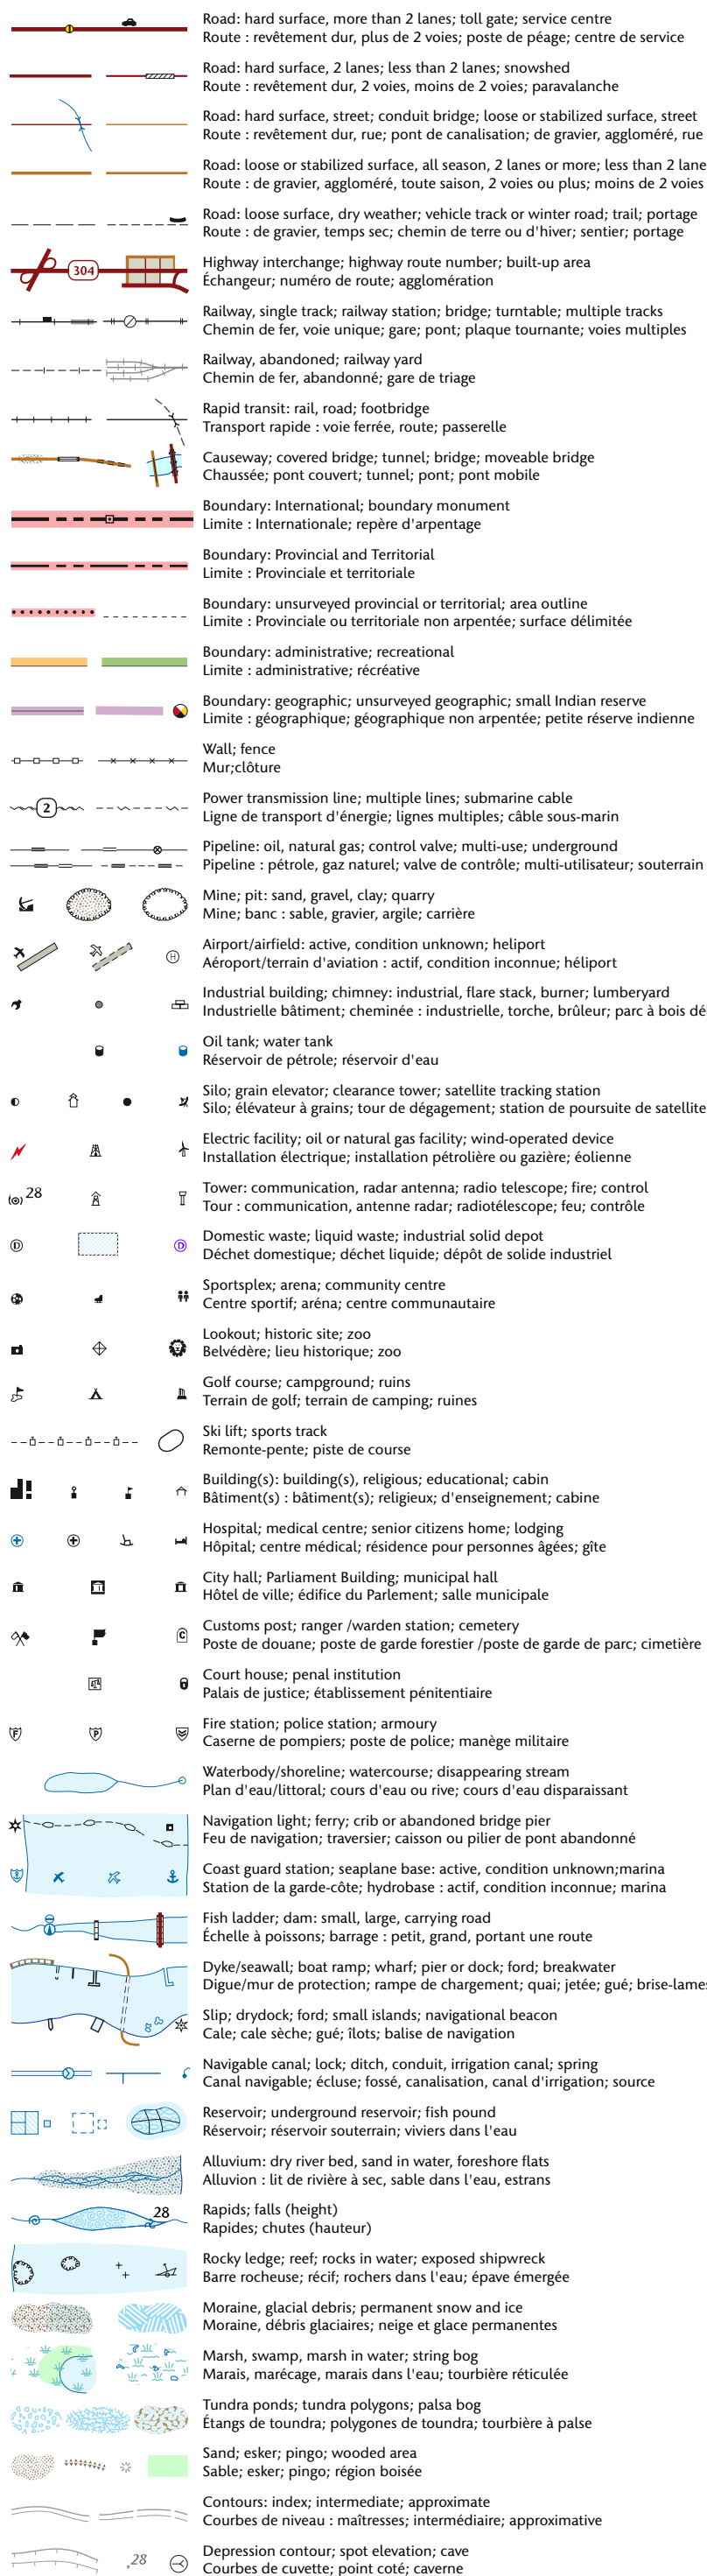 Road: hard surface, more than 2 lanes; toll gate; service centre
Route : revêtement dur, plus de 2 voies; poste de péage; centre de service
Road: hard surface, 2 lanes; less than 2 lanes; snowshed
Route : revêtement dur, 2 voies, moins de 2 voies; paravalanche
Road: hard surface, street; conduit bridge; loose or stabilized surface, street
Route : revêtement dur, rue; pont de canalisation; de gravier, aggloméré, rue
Road: loose or stabilized surface, all season, 2 lanes or more; less than 2 lane
Route : de gravier, aggloméré, toute saison, 2 voies ou plus; moins de 2 voies
Road: loose surface, dry weather; vehicle track or winter road; trail; portage
Route : de gravier, temps sec; chemin de terre ou d'hiver; sentier; portage
304
Highway interchange; highway route number; built-up area
Échangeur; numéro de route; agglomération
Railway, single track; railway station; bridge; turntable; multiple tracks
Chemin de fer, voie unique; gare; pont; plaque tournante; voies multiples
Railway, abandoned; railway yard
Chemin de fer, abandonné; gare de triage
Rapid transit: rail, road; footbridge
Transport rapide : voie ferrée, route; passerelle
Causeway; covered bridge; tunnel; bridge; moveable bridge
Chaussée; pont couvert; tunnel; pont; pont mobile
Boundary: International; boundary monument
Limite : Internationale; repère d'arpentage
Boundary: Provincial and Territorial
Limite : Provinciale et territoriale
Boundary: unsurveyed provincial or territorial; area outline
Limite : Provinciale ou territoriale non arpentée; surface délimitée
Boundary: administrative; recreational
Limite : administrative; récréative
Boundary: geographic; unsurveyed geographic; small Indian reserve
Limite : géographique; géographique non arpentée; petite réserve indienne
Wall; fence
Mur;clôture
2
Power transmission line; multiple lines; submarine cable
Ligne de transport d'énergie; lignes multiples; câble sous-marin
Pipeline: oil, natural gas; control valve; multi-use; underground
Pipeline : pétrole, gaz naturel; valve de contrôle; multi-utilisateur; souterrain
Mine; pit: sand, gravel, clay; quarry
Mine; banc : sable, gravier, argile; carrière
H
Airport/airfield: active, condition unknown; heliport
Aéroport/terrain d'aviation : actif, condition inconnue; héliport
Industrial building; chimney: industrial, flare stack, burner; lumberyard
Industrielle bâtiment; cheminée : industrielle, torche, brûleur; parc à bois dé
Oil tank; water tank
Réservoir de pétrole; réservoir d'eau
Silo; grain elevator; clearance tower; satellite tracking station
Silo; élévateur à grains; tour de dégagement; station de poursuite de satellite
Electric facility; oil or natural gas facility; wind-operated device
Installation électrique; installation pétrolière ou gazière; éolienne
28
Tower: communication, radar antenna; radio telescope; fire; control
Tour : communication, antenne radar; radiotélescope; feu; contrôle
D D
Domestic waste; liquid waste; industrial solid depot
Déchet domestique; déchet liquide; dépôt de solide industriel
Sportsplex; arena; community centre
Centre sportif; aréna; centre communautaire
Lookout; historic site; zoo
Belvédère; lieu historique; zoo
Golf course; campground; ruins
Terrain de golf; terrain de camping; ruines
Ski lift; sports track
Remonte-pente; piste de course
Building(s): building(s), religious; educational; cabin
Bâtiment(s) : bâtiment(s); religieux; d'enseignement; cabine
Hospital; medical centre; senior citizens home; lodging
Hôpital; centre médical; résidence pour personnes âgées; gîte
City hall; Parliament Building; municipal hall
Hôtel de ville; édifice du Parlement; salle municipale
C
Customs post; ranger /warden station; cemetery
Poste de douane; poste de garde forestier /poste de garde de parc; cimetière
Court house; penal institution
Palais de justice; établissement pénitentiaire
F P
Fire station; police station; armoury
Caserne de pompiers; poste de police; manège militaire
Waterbody/shoreline; watercourse; disappearing stream
Plan d'eau/littoral; cours d'eau ou rive; cours d'eau disparaissant
Navigation light; ferry; crib or abandoned bridge pier
Feu de navigation; traversier; caisson ou pilier de pont abandonné
Coast guard station; seaplane base: active, condition unknown;marina
Station de la garde-côte; hydrobase : actif, condition inconnue; marina
Fish ladder; dam: small, large, carrying road
Échelle à poissons; barrage : petit, grand, portant une route
Dyke/seawall; boat ramp; wharf; pier or dock; ford; breakwater
Digue/mur de protection; rampe de chargement; quai; jetée; gué; brise-lames
Slip; drydock; ford; small islands; navigational beacon
Cale; cale sèche; gué; îlots; balise de navigation
Navigable canal; lock; ditch, conduit, irrigation canal; spring
Canal navigable; écluse; fossé, canalisation, canal d'irrigation; source
Reservoir; underground reservoir; fish pound
Réservoir; réservoir souterrain; viviers dans l'eau
Alluvium: dry river bed, sand in water, foreshore flats
Alluvion : lit de rivière à sec, sable dans l'eau, estrans
28
Rapids; falls (height)
Rapides; chutes (hauteur)
Rocky ledge; reef; rocks in water; exposed shipwreck
Barre rocheuse; récif; rochers dans l'eau; épave émergée
Moraine, glacial debris; permanent snow and ice
Moraine, débris glaciaires; neige et glace permanentes
Marsh, swamp, marsh in water; string bog
Marais, marécage, marais dans l'eau; tourbière réticulée
Tundra ponds; tundra polygons; palsa bog
Étangs de toundra; polygones de toundra; tourbière à palse
Sand; esker; pingo; wooded area
Sable; esker; pingo; région boisée
Contours: index; intermediate; approximate
Courbes de niveau : maîtresses; intermédiaire; approximative
.28
Depression contour; spot elevation; cave
Courbes de cuvette; point coté; caverne